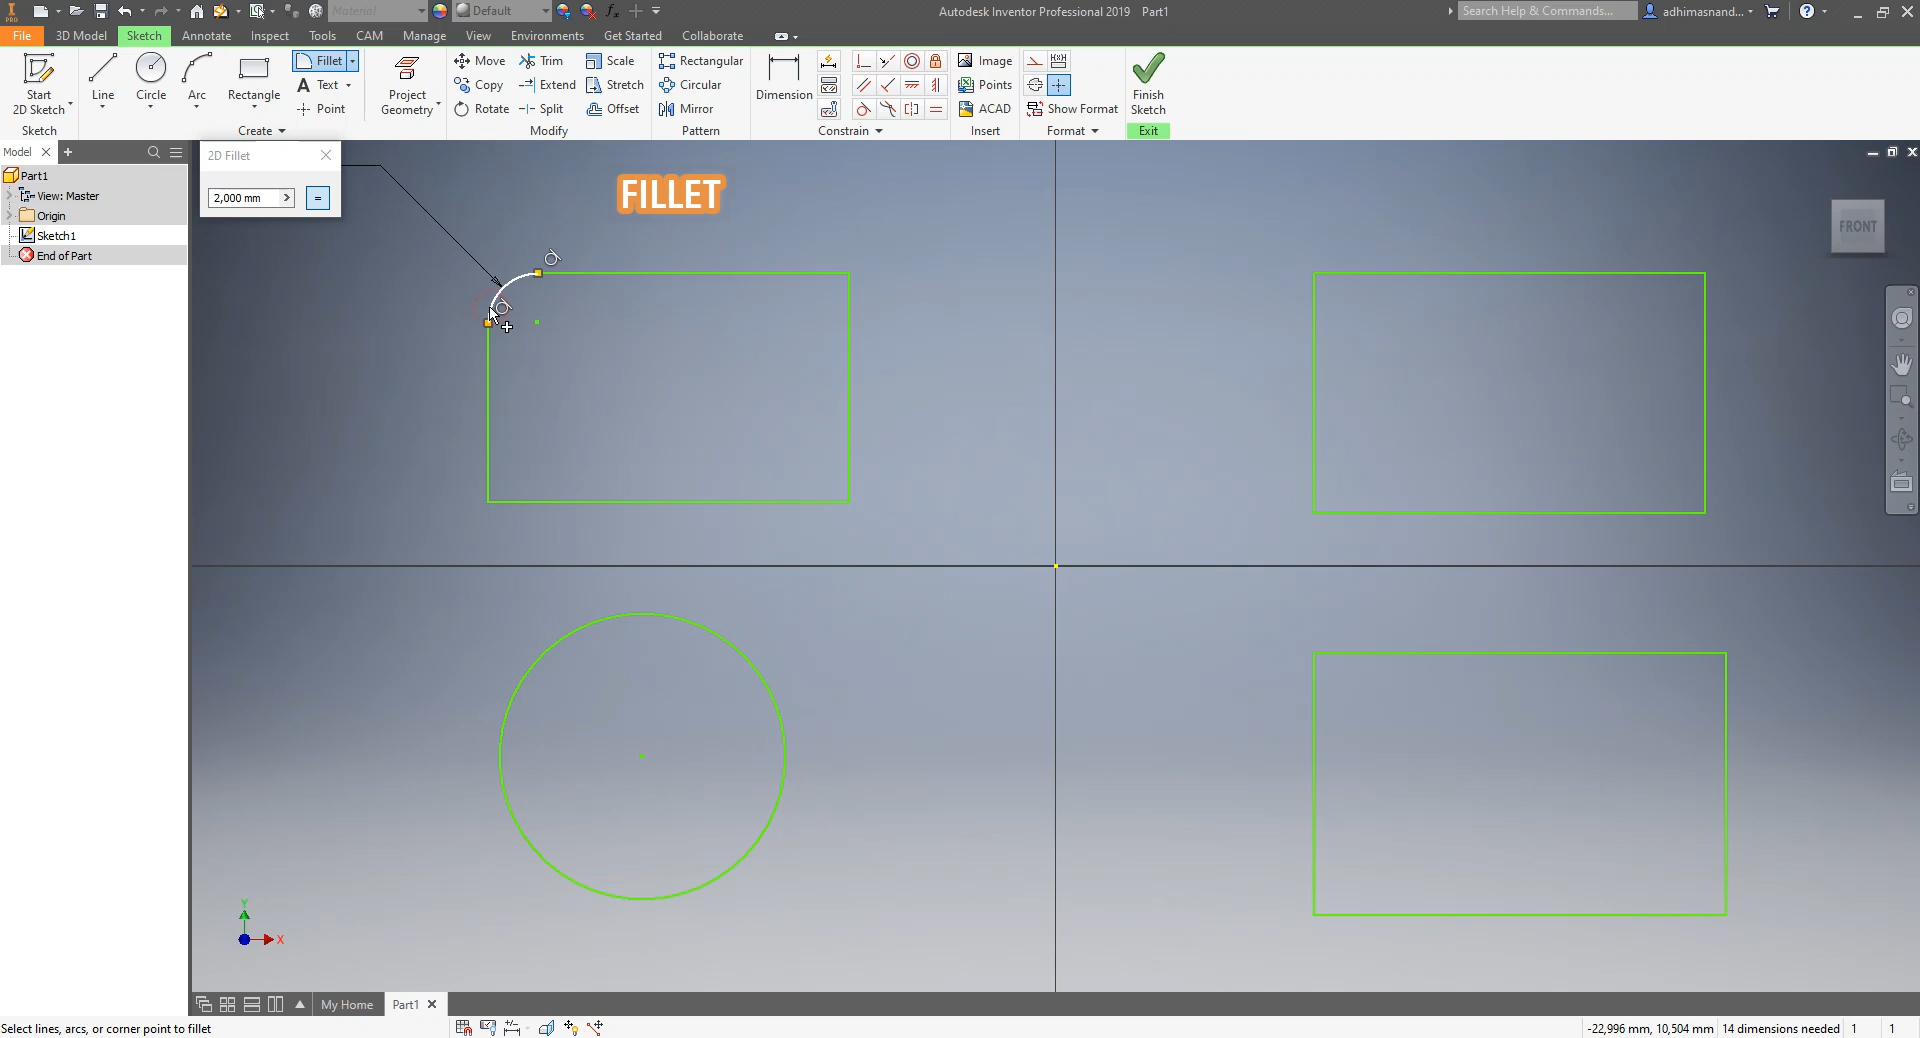 Material
Default
Autodesk Inventor Professional 2019 Part1
Search Help & Commands...
adhimasnand...
PRO
File
3D Model
Sketch
Annotate
Inspect
Tools
CAM
Manage
View
Environments
Get Started
Collaborate
Start
2D Sketch
Sketch
Line
Circle
Arc
Rectangle
Fillet
Text
Point
Create
Project
Geometry
Move
Copy
Rotate
Trim
Extend
Split
Scale
Stretch
Offset
Modify
Rectangular
Circular
Mirror
Pattern
Dimension
Constrain
Image
Points
ACAD
Insert
Show Format
Format
Finish
Sketch
Exit
Model
Part1
View: Master
Origin
Sketch1
End of Part
2D Fillet
2,000 mm
=
FILLET
FRONT
Y
X
My Home
Part1
Select lines, arcs, or corner point to fillet
-22,996 mm, 10,504 mm
14 dimensions needed
1
1